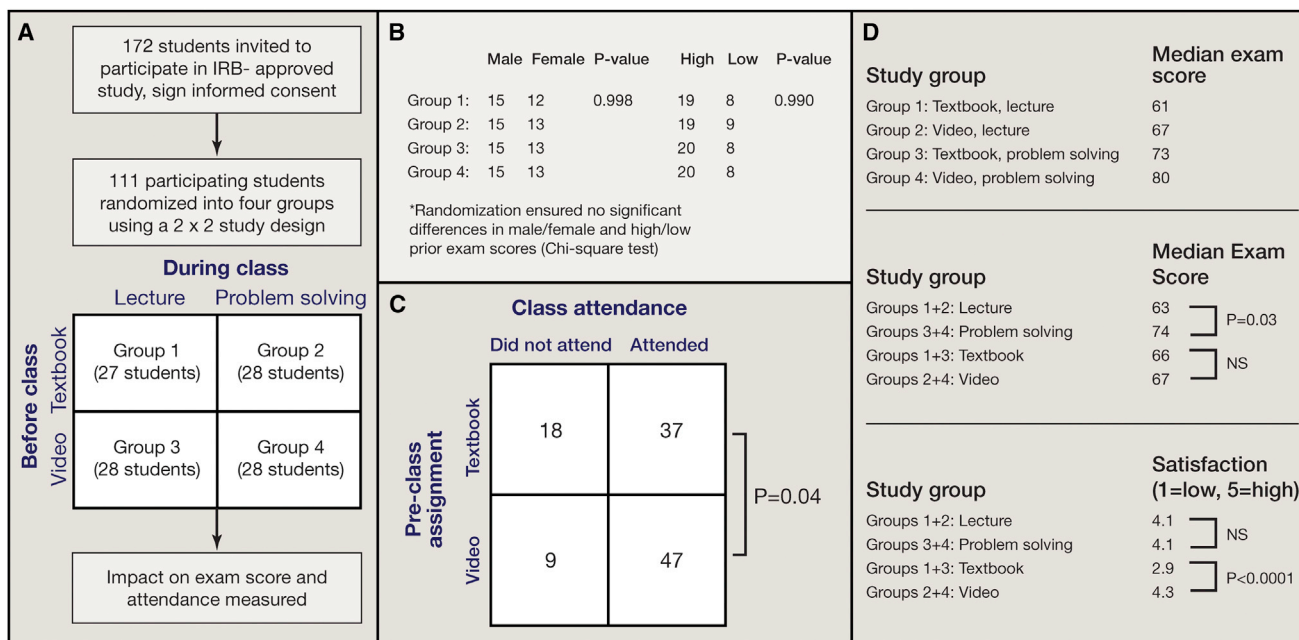 A
172 students invited to
participate in IRB- approved
study, sign informed consent
111 participating students
randomized into four groups
using a 2 x 2 study design
During class
Lecture Problem solving
Before class
Textbook
Group 1
(27 students)
Group 2
(28 students)
Video
Group 3
(28 students)
Group 4
(28 students)
Impact on exam score and
attendance measured
B
Male Female P-value High Low P-value
Group 1: 15 12 0.998 19 8 0.990
Group 2: 15 13 19 9
Group 3: 15 13 20 8
Group 4: 15 13 20 8
*Randomization ensured no significant
differences in male/female and high/low
prior exam scores (Chi-square test)
C
Class attendance
Did not attend Attended
Pre-class
assignment
Textbook
18 37
Video
9 47
P=0.04
D
Median exam
score
Study group
Group 1: Textbook, lecture 61
Group 2: Video, lecture 67
Group 3: Textbook, problem solving 73
Group 4: Video, problem solving 80
Median Exam
Score
Study group
Groups 1+2: Lecture 63
Groups 3+4: Problem solving 74
P=0.03
Groups 1+3: Textbook 66
Groups 2+4: Video 67
NS
Satisfaction
(1=low, 5=high)
Study group
Groups 1+2: Lecture 4.1
Groups 3+4: Problem solving 4.1
NS
Groups 1+3: Textbook 2.9
Groups 2+4: Video 4.3
P<0.0001